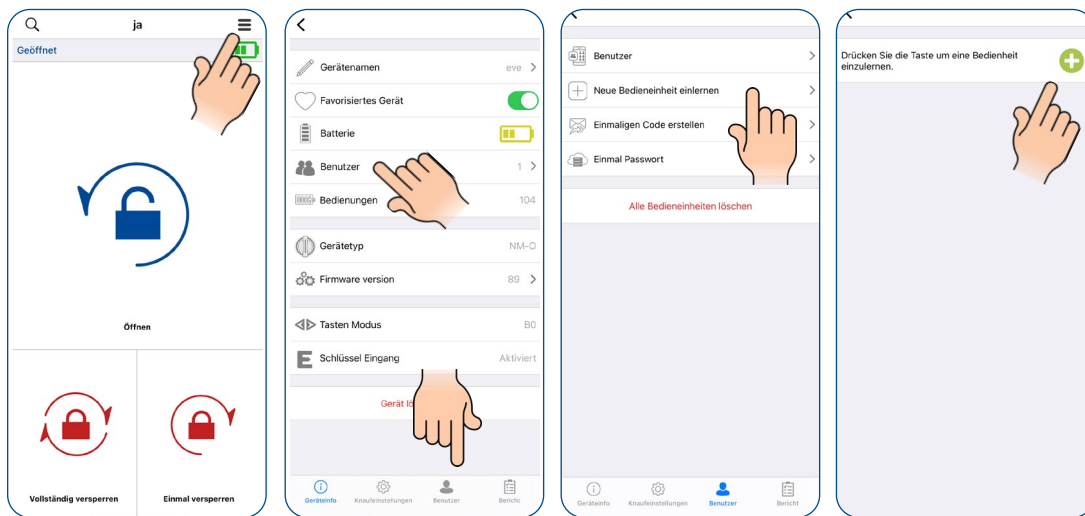 ja
Geöffnet
Öffnen
Vollständig versperren
Einmal versperren
Gerätenamen
eve
Favorisiertes Gerät
Batterie
Benutzer
1
Bedienungen
104
Gerätetyp
NM-O
Firmware version
89
Tasten Modus
B0
E
Schlüssel Eingang
Aktiviert
Gerät lö
Geräteinfo
Knaufeinstellungen
Benutzer
Bericht
Benutzer
Neue Bedieneinheit einlernen
Einmaligen Code erstellen
Einmal Passwort
Alle Bedieneinheiten löschen
Geräteinfo
Knaufeinstellungen
Benutzer
Bericht
Drücken Sie die Taste um eine Bedienheit
einzulernen.